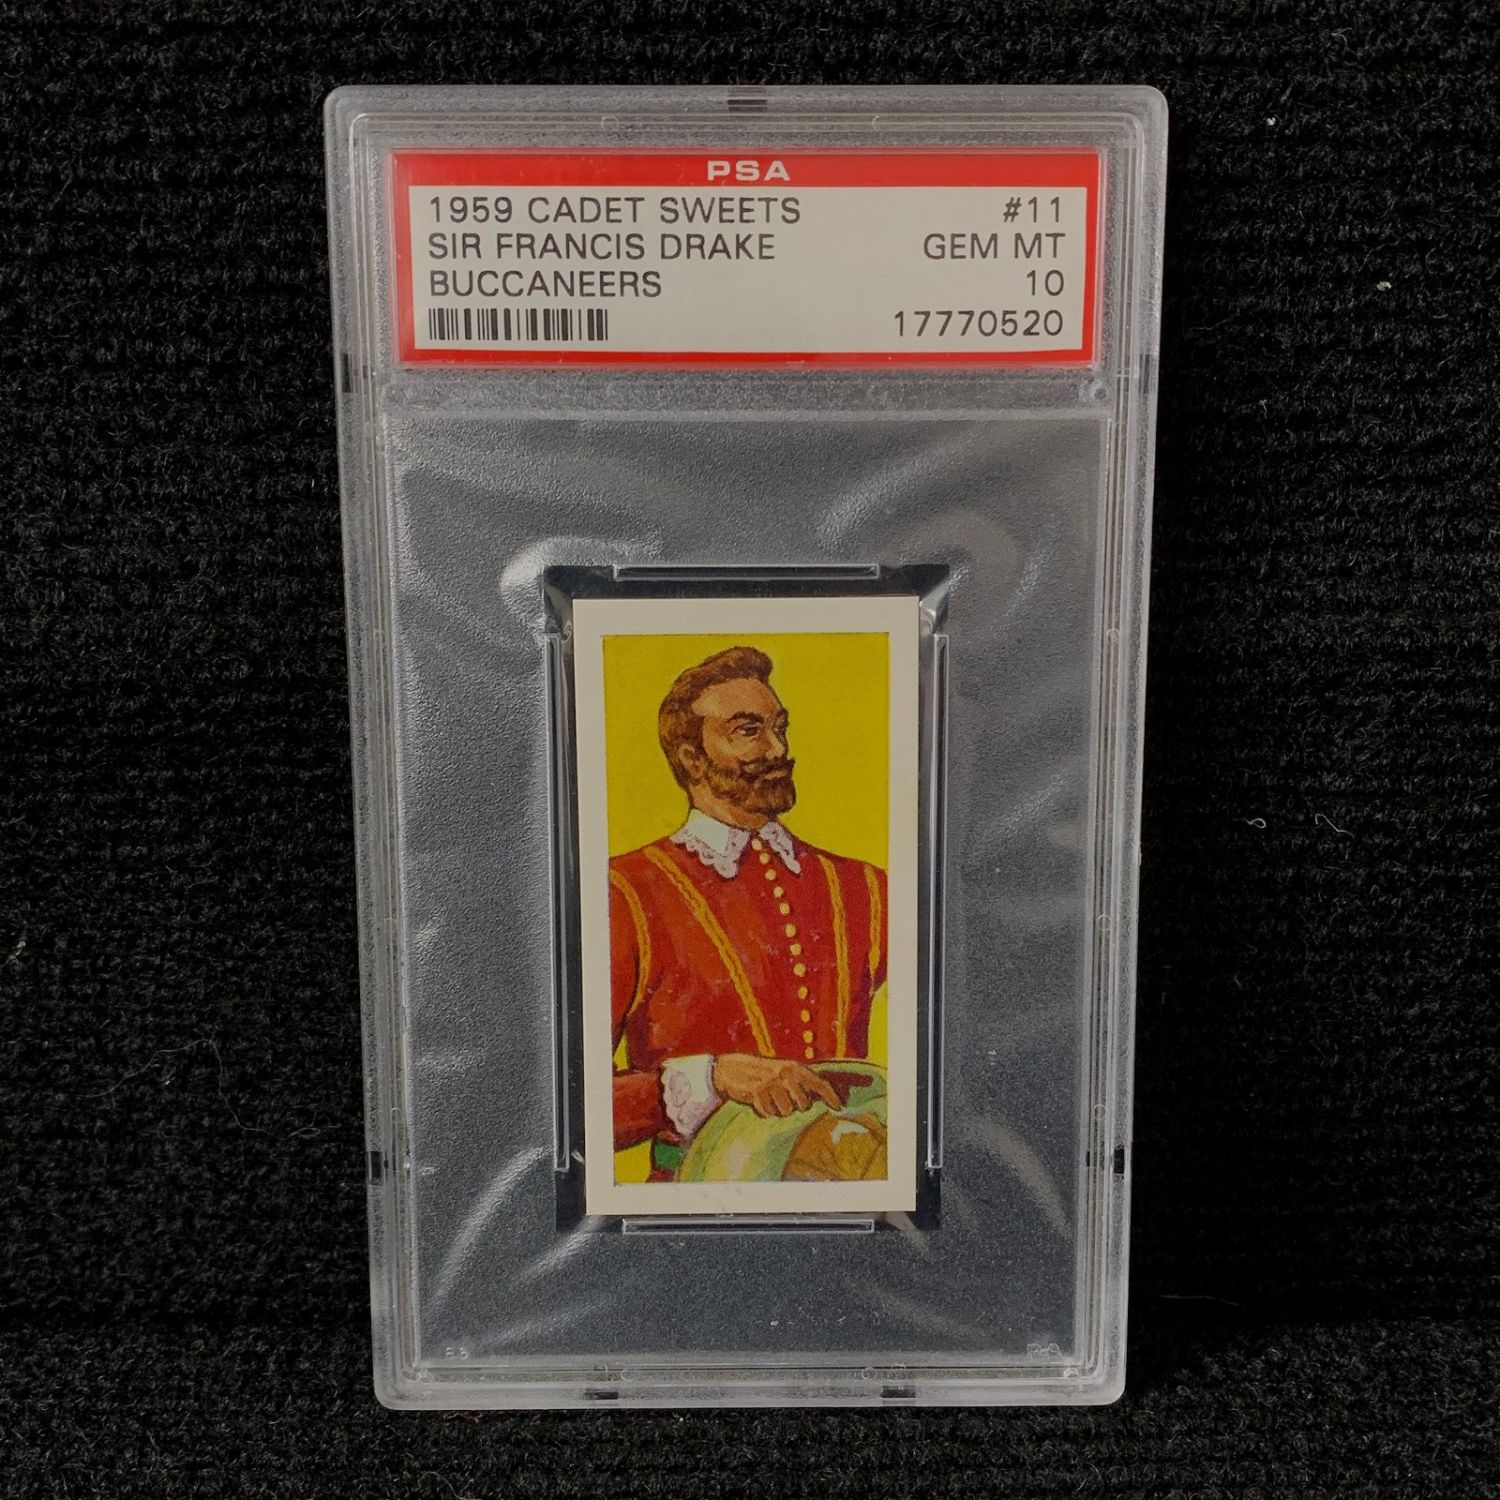 PSA
1959 CADET SWEETS #11
SIR FRANCIS DRAKE GEM MT
BUCCANEERS 10
17770520